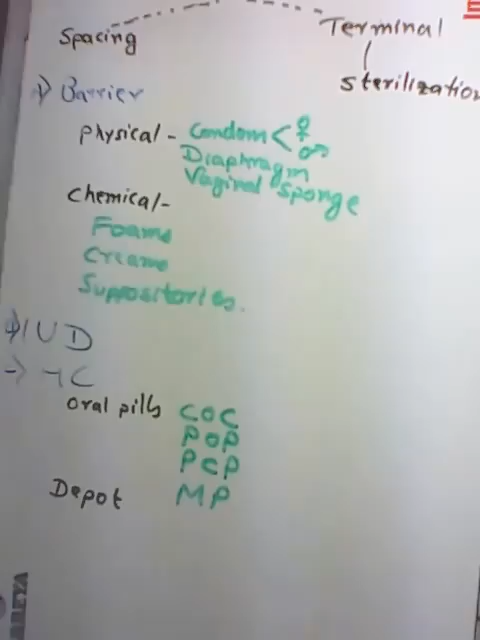 Spacing Terminal
sterilization
→ Barrier
Physical - Condom < ♀ ♂
Diaphragm
Vaginal Sponge
Chemical -
Foams
Creams
Suppositories.
→ IUD
→ HC
Oral pills COC
POP
PCP
Depot MP